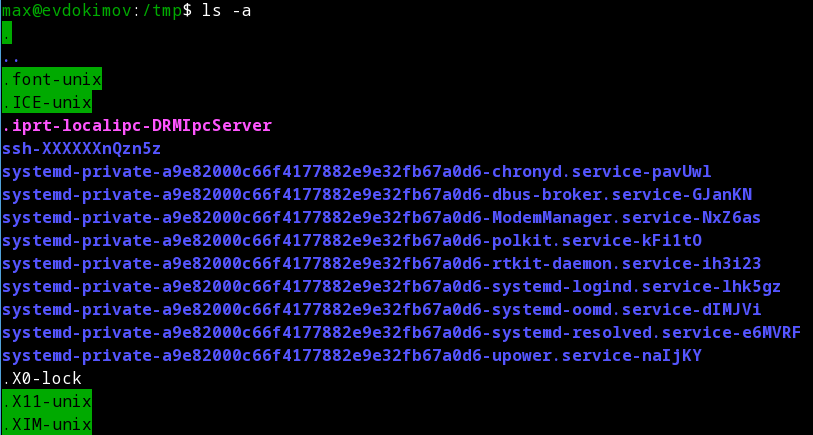 max@evdokimov:/tmp$ ls -a
.
..
.font-unix
.ICE-unix
.iprt-localipc-DRMIpcServer
ssh-XXXXXXnQzn5z
systemd-private-a9e82000c66f4177882e9e32fb67a0d6-chronyd.service-pavUwl
systemd-private-a9e82000c66f4177882e9e32fb67a0d6-dbus-broker.service-GJanKN
systemd-private-a9e82000c66f4177882e9e32fb67a0d6-ModemManager.service-NxZ6as
systemd-private-a9e82000c66f4177882e9e32fb67a0d6-polkit.service-kFi1tO
systemd-private-a9e82000c66f4177882e9e32fb67a0d6-rtkit-daemon.service-ih3i23
systemd-private-a9e82000c66f4177882e9e32fb67a0d6-systemd-logind.service-lhk5gz
systemd-private-a9e82000c66f4177882e9e32fb67a0d6-systemd-oomd.service-dIMJVi
systemd-private-a9e82000c66f4177882e9e32fb67a0d6-systemd-resolved.service-e6MVRF
systemd-private-a9e82000c66f4177882e9e32fb67a0d6-upower.service-naIjKY
.X0-lock
.X11-unix
.XIM-unix